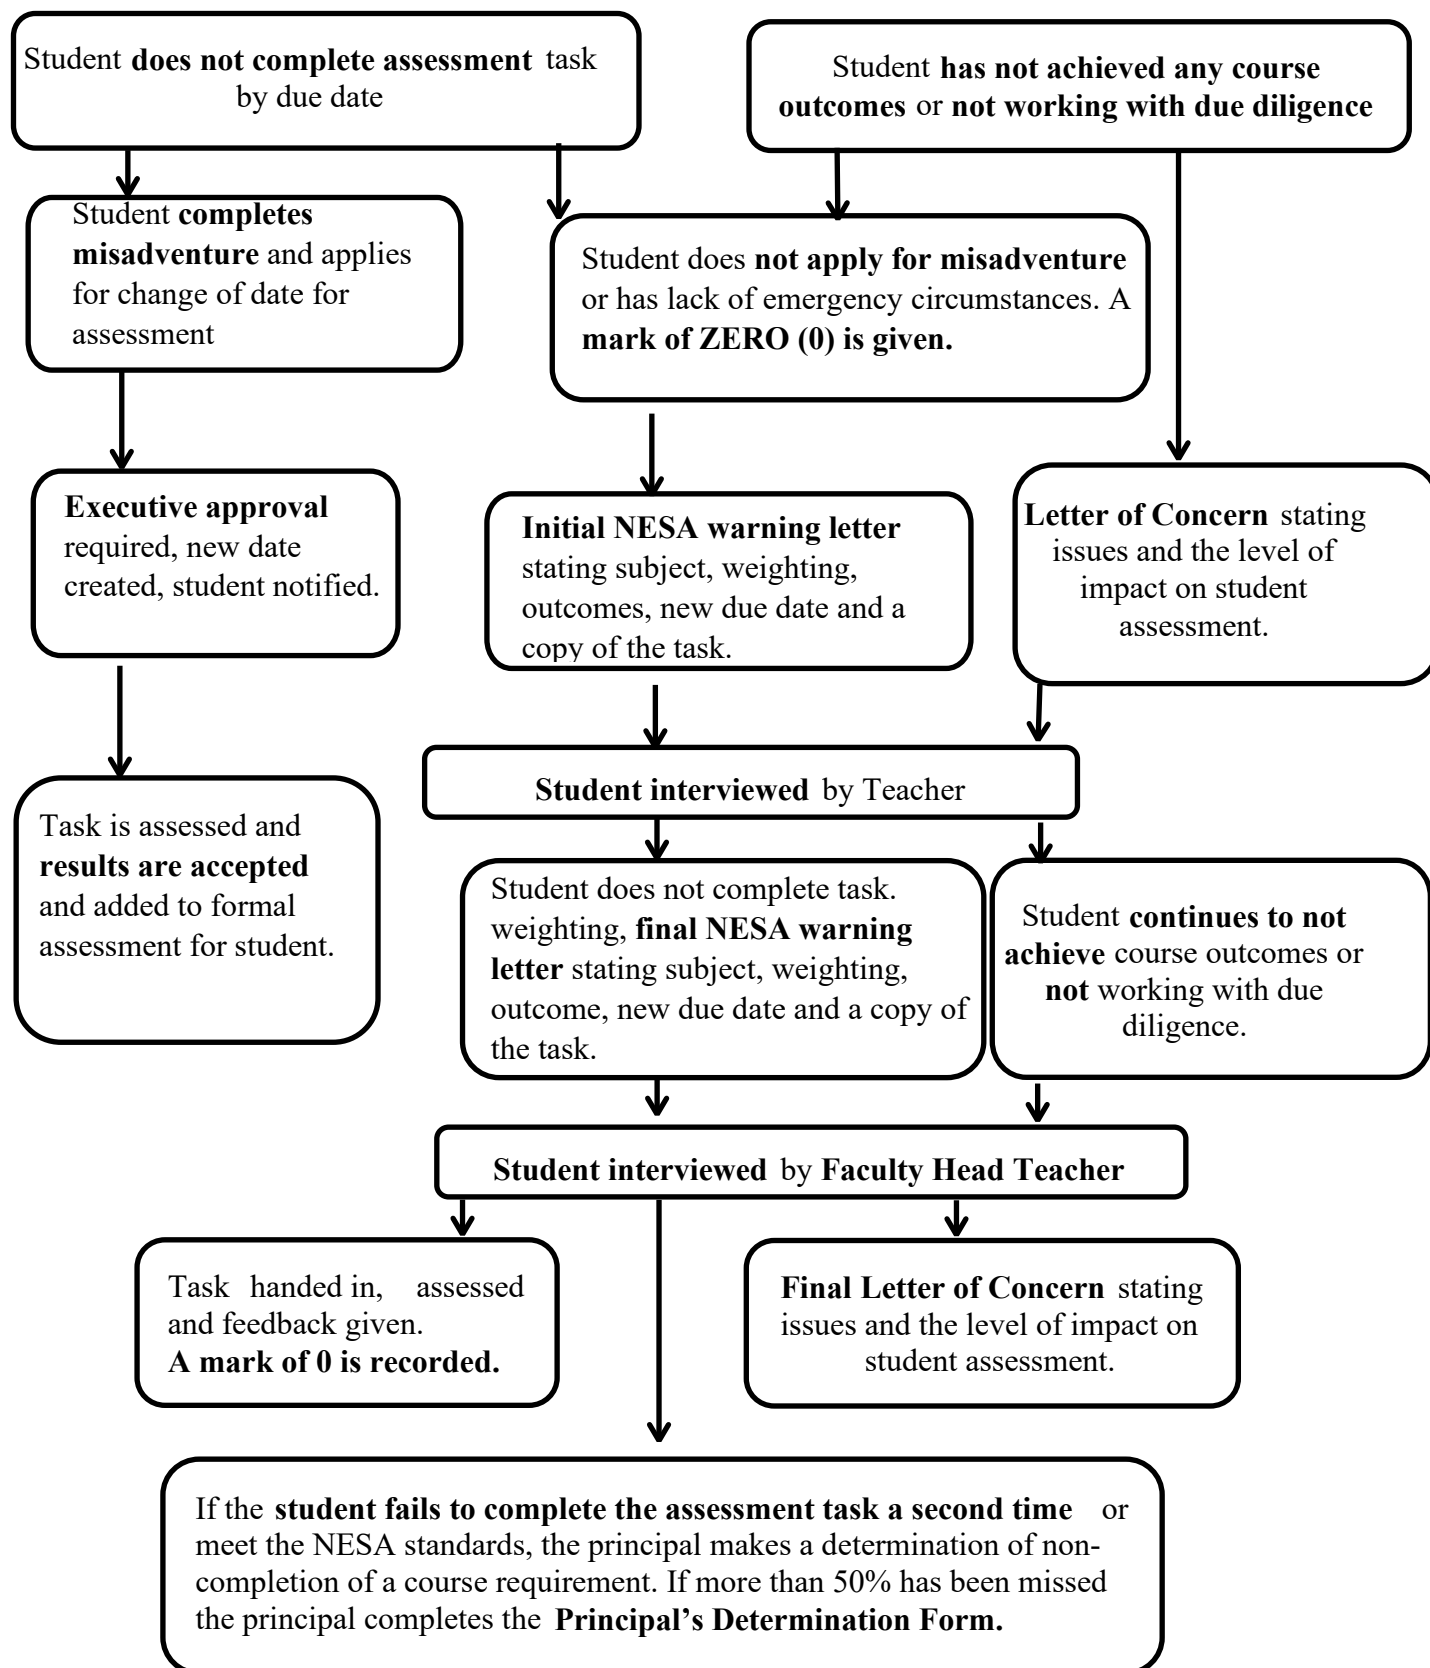 Student does not complete assessment task
by due date
Student has not achieved any course
outcomes or not working with due diligence
Student completes
misadventure and applies
for change of date for
assessment
Student does not apply for misadventure
or has lack of emergency circumstances. A
mark of ZERO (0) is given.
Executive approval
required, new date
created, student notified.
Initial NESA warning letter
stating subject, weighting,
outcomes, new due date and a
copy of the task.
Letter of Concern stating
issues and the level of
impact on student
assessment.
Student interviewed by Teacher
Task is assessed and
results are accepted
and added to formal
assessment for student.
Student does not complete task.
weighting, final NESA warning
letter stating subject, weighting,
outcome, new due date and a copy of
the task.
Student continues to not
achieve course outcomes or
not working with due
diligence.
Student interviewed by Faculty Head Teacher
Task handed in, assessed
and feedback given.
A mark of 0 is recorded.
Final Letter of Concern stating
issues and the level of impact on
student assessment.
If the student fails to complete the assessment task a second time or
meet the NESA standards, the principal makes a determination of non-
completion of a course requirement. If more than 50% has been missed
the principal completes the Principal’s Determination Form.